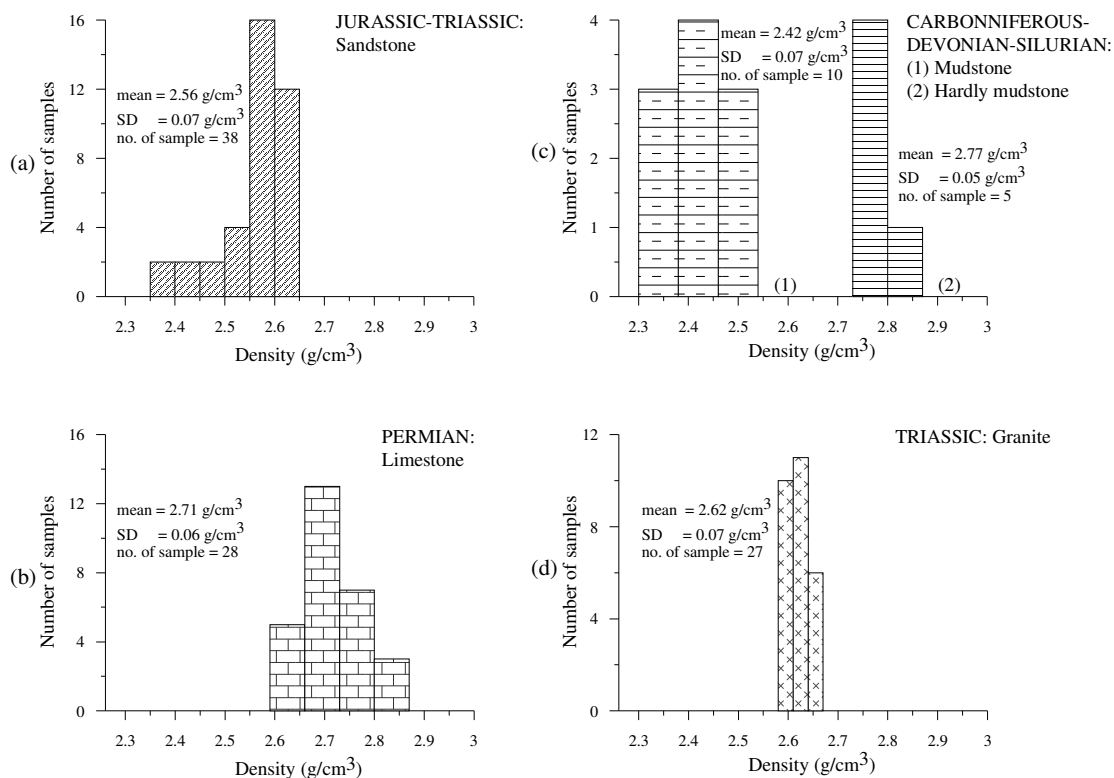 (a)
Number of samples
16
12
8
4
0
JURASSIC-TRIASSIC:
Sandstone
mean = 2.56 g/cm3
SD = 0.07 g/cm3
no. of sample = 38
2.3 2.4 2.5 2.6 2.7 2.8 2.9 3
Density (g/cm3)
(c)
Number of samples
4
3
2
1
0
mean = 2.42 g/cm3
SD = 0.07 g/cm3
no. of sample = 10
CARBONNIFEROUS-
DEVONIAN-SILURIAN:
(1) Mudstone
(2) Hardly mudstone
mean = 2.77 g/cm3
SD = 0.05 g/cm3
no. of sample = 5
(1)
(2)
2.3 2.4 2.5 2.6 2.7 2.8 2.9 3
Density (g/cm3)
(b)
Number of samples
16
12
8
4
0
PERMIAN:
Limestone
mean = 2.71 g/cm3
SD = 0.06 g/cm3
no. of sample = 28
2.3 2.4 2.5 2.6 2.7 2.8 2.9 3
Density (g/cm3)
(d)
Number of samples
12
8
4
0
TRIASSIC: Granite
mean = 2.62 g/cm3
SD = 0.07 g/cm3
no. of sample = 27
2.3 2.4 2.5 2.6 2.7 2.8 2.9 3
Density (g/cm3)